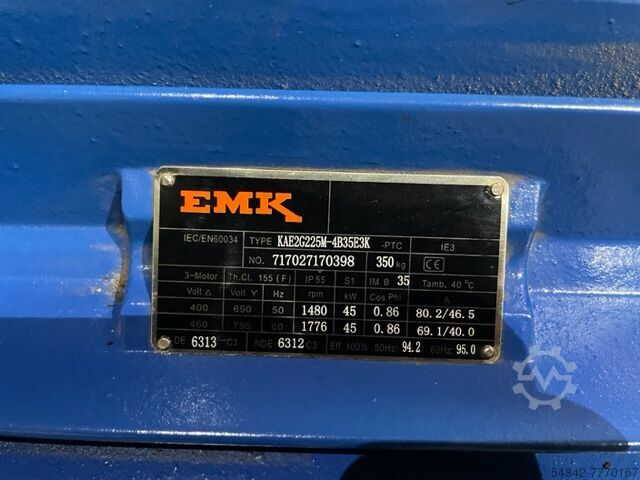 EMK
IEC/EN60034 TYPE KAE2G225M-4B35E3K -PTC IE3
NO. 717027170398 350 kg CE
3-Motor Th.Cl. 155 (F) IP 55 S1 IM B 35 Tamb. 40 °C
Volt △ Volt Y Hz rpm kW Cos Phi A
400 690 50 1480 45 0.86 80.2/46.5
460 795 60 1776 45 0.86 69.1/40.0
DE 6313-C3 NDE 6312 C3 Eff.100% 50Hz: 94.2 60Hz: 95.0
54842-7770167